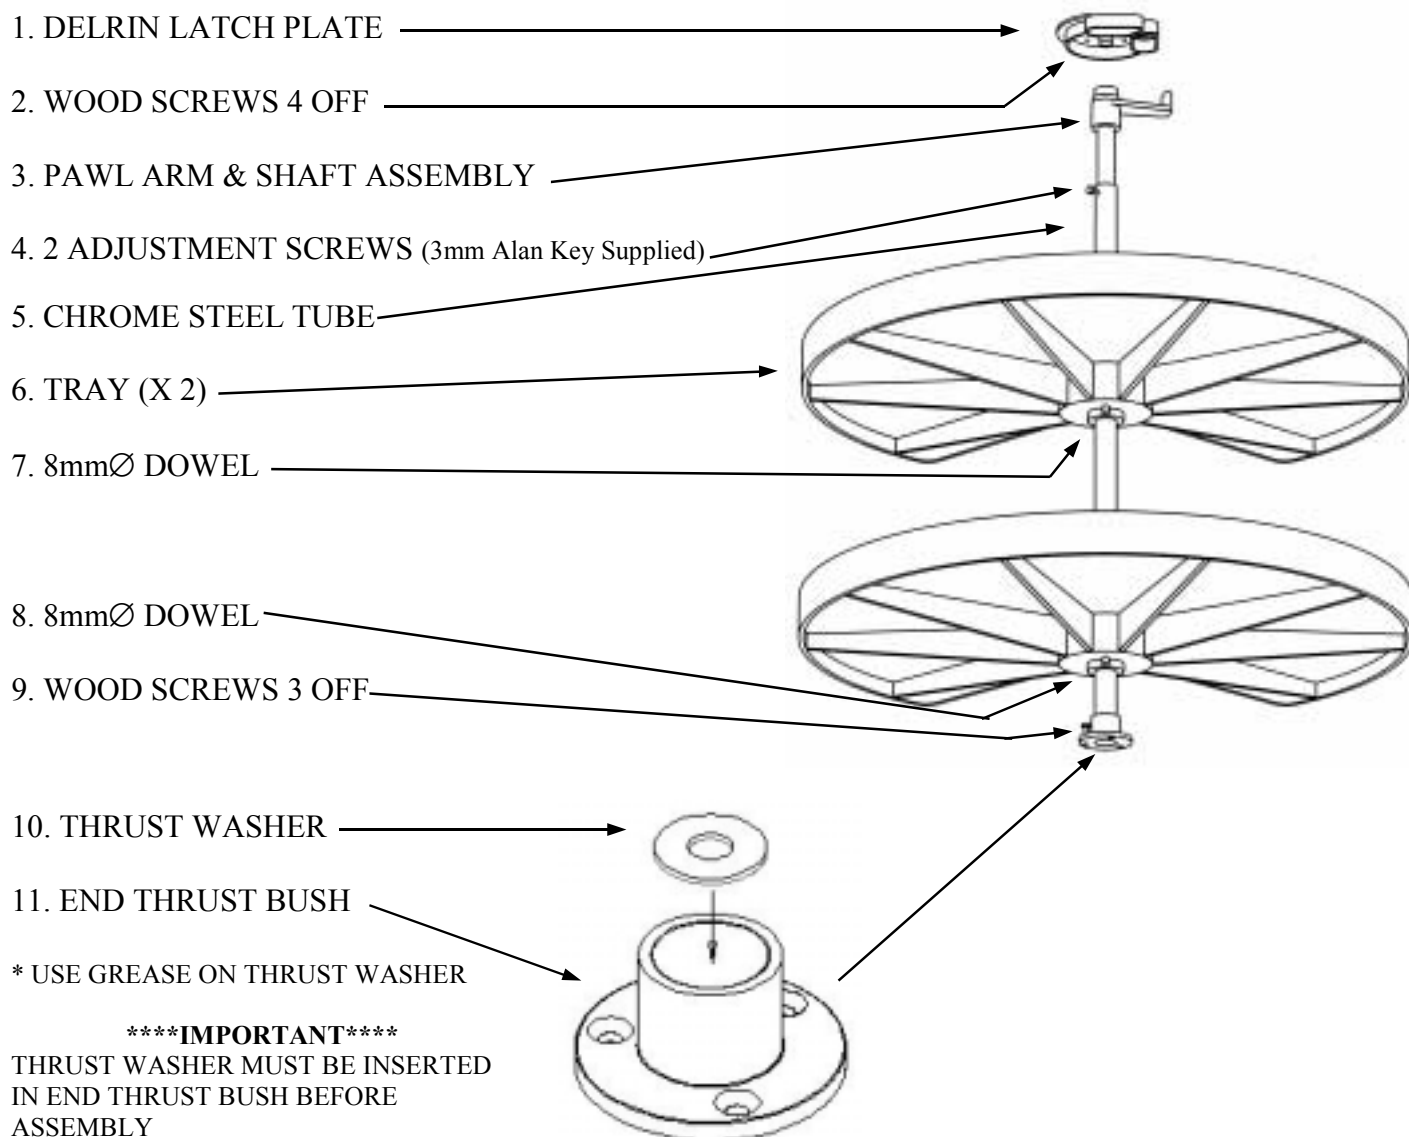 1. DELRIN LATCH PLATE
2. WOOD SCREWS 4 OFF
3. PAWL ARM & SHAFT ASSEMBLY
4. 2 ADJUSTMENT SCREWS (3mm Alan Key Supplied)
5. CHROME STEEL TUBE
6. TRAY (X 2)
7. 8mm∅ DOWEL
8. 8mm∅ DOWEL
9. WOOD SCREWS 3 OFF
10. THRUST WASHER
11. END THRUST BUSH
* USE GREASE ON THRUST WASHER
****IMPORTANT****
THRUST WASHER MUST BE INSERTED
IN END THRUST BUSH BEFORE
ASSEMBLY